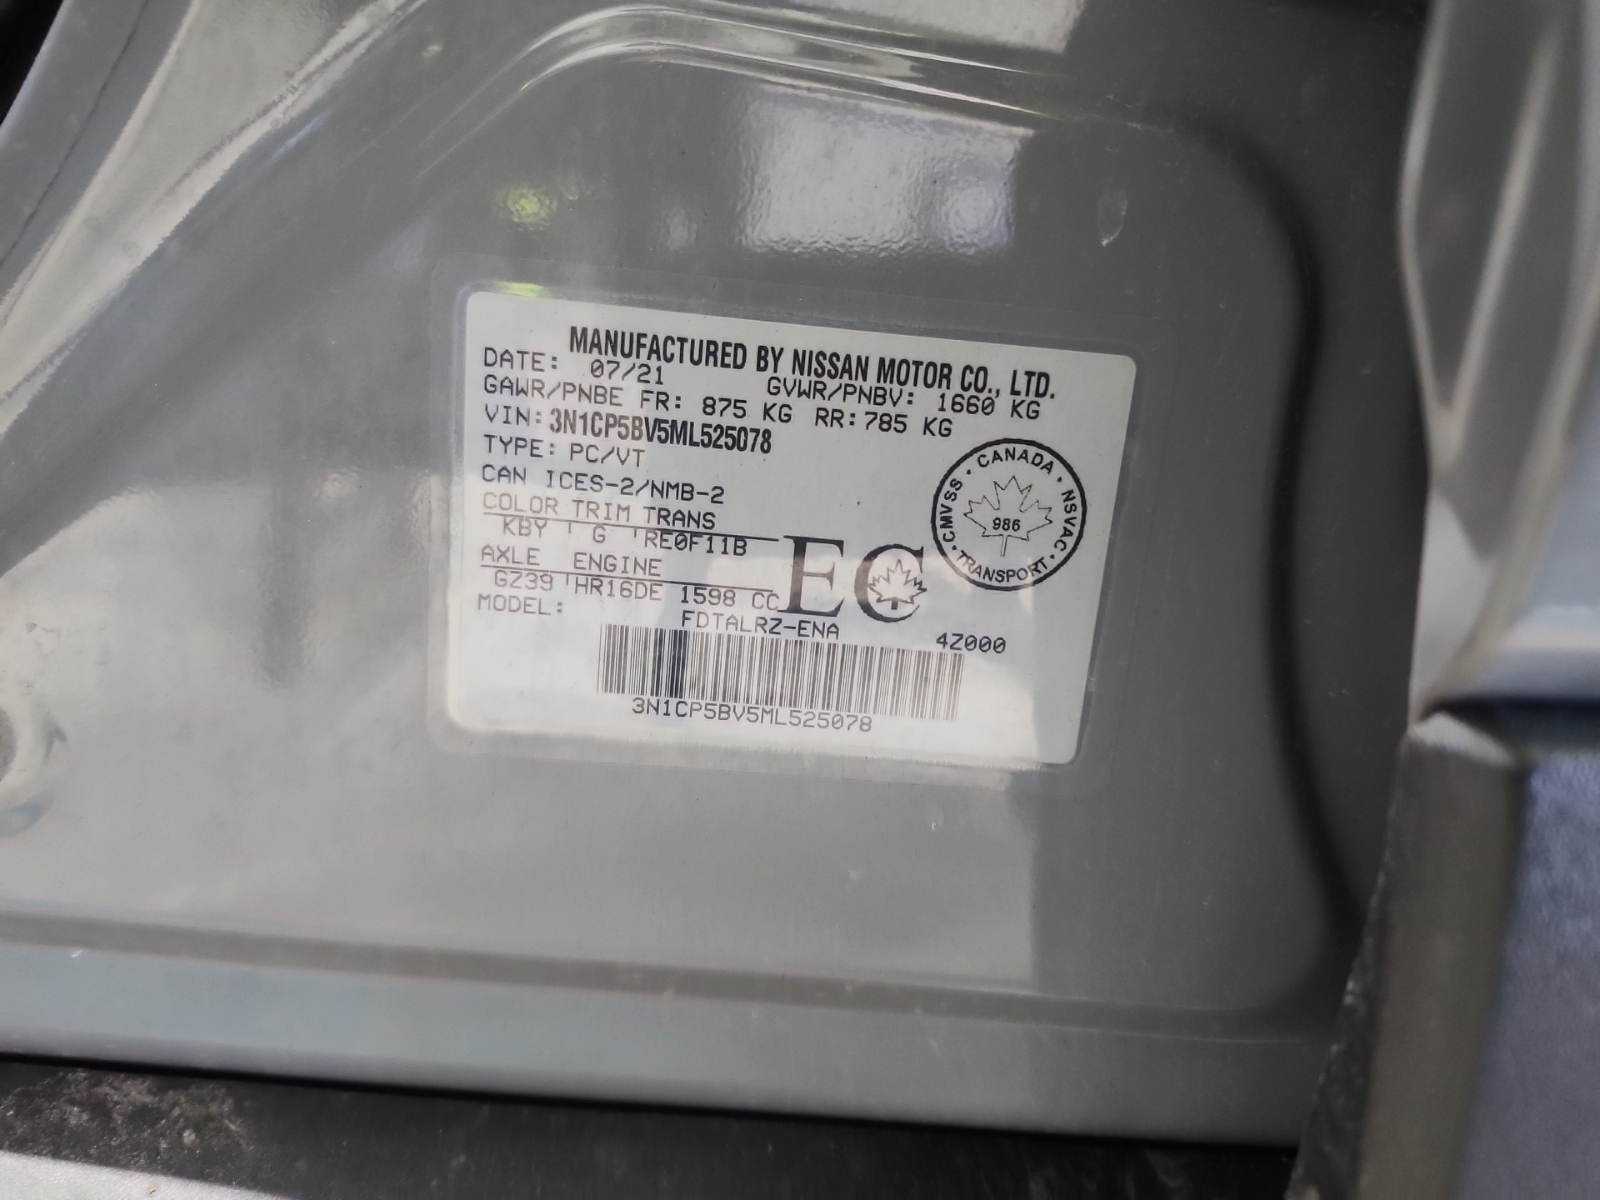 MANUFACTURED BY NISSAN MOTOR CO., LTD.
DATE: 07/21 GVWR/PNBV: 1660 KG
GAWR/PNBE FR: 875 KG RR: 785 KG
VIN: 3N1CP5BV5ML525078
TYPE: PC/VT
CAN ICES-2/NMB-2
COLOR TRIM TRANS
KBY G RE0F11B
AXLE ENGINE
GZ39 HR16DE 1598 CC
MODEL: FDTALRZ-ENA
4Z000
3N1CP5BV5ML525078
EC
CANADA · NSVAC · TRANSPORT · CMVSS ·
986